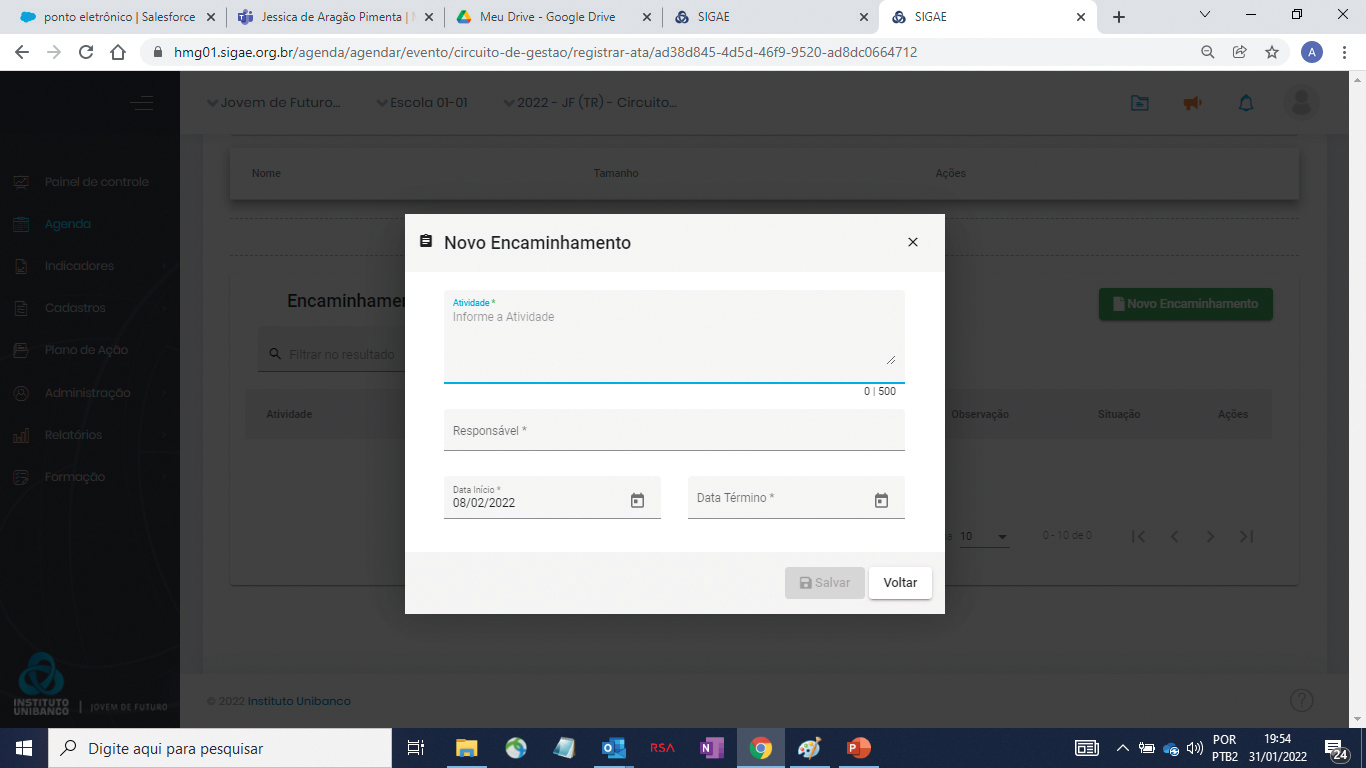 ponto eletrônico | Salesforce
Jessica de Aragão Pimenta |
Meu Drive - Google Drive
SIGAE
SIGAE
hmg01.sigae.org.br/agenda/agendar/evento/circuito-de-gestao/registrar-ata/ad38d845-4d5d-46f9-9520-ad8dc0664712
A
Jovem de Futuro...
Escola 01-01
2022 - JF (TR) - Circuito...
Nome
Tamanho
Ações
Painel de controle
Agenda
Indicadores
Cadastros
Plano de Ação
Administração
Relatórios
Formação
Novo Encaminhamento
Encaminhamen
Novo Encaminhamento
Atividade *
Informe a Atividade
0 | 500
Filtrar no resultado
Atividade
Observação
Situação
Ações
Responsável *
Data Início *
08/02/2022
Data Término *
10
0 - 10 de 0
Salvar
Voltar
INSTITUTO
UNIBANCO
JOVEM DE FUTURO
© 2022 Instituto Unibanco
Digite aqui para pesquisar
RSA
POR
PTB2
19:54
31/01/2022
24